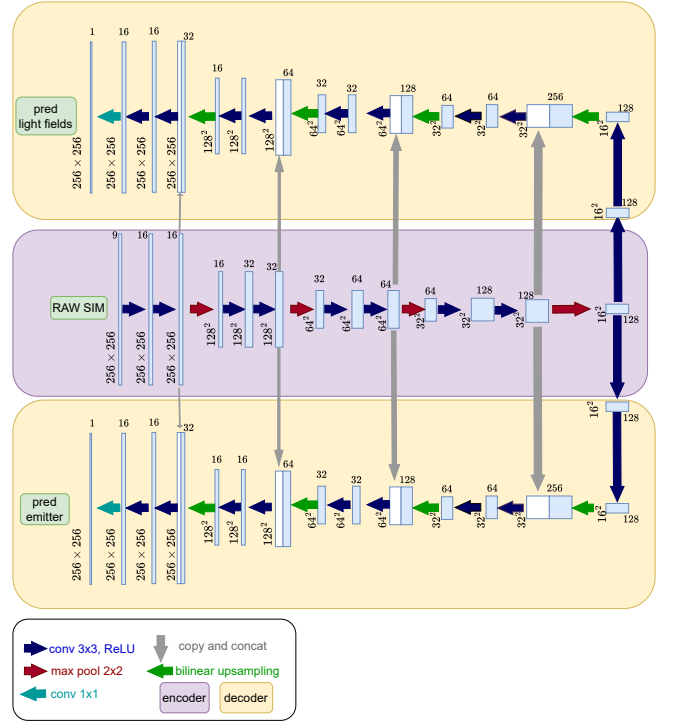 1 16 16 32 16 64 32 32 128 64 64 256 128
pred
light fields
256 × 256 256 × 256 256 × 256 256 × 256 128² 128² 128² 64² 64² 64² 32² 32² 32² 16²
16² 128
9 16 16 16 32 32 32 64 64 64 128 128
RAW SIM
256 × 256 256 × 256 256 × 256 128² 128² 128² 64² 64² 64² 32² 32² 32² 16² 128
16² 128
1 16 16 32 16 16 64 32 32 128 64 64 256
pred
emitter
256 × 256 256 × 256 256 × 256 256 × 256 128² 128² 128² 64² 64² 64² 32² 32² 32² 16² 128
conv 3x3, ReLU
copy and concat
max pool 2x2
bilinear upsampling
conv 1x1
encoder
decoder